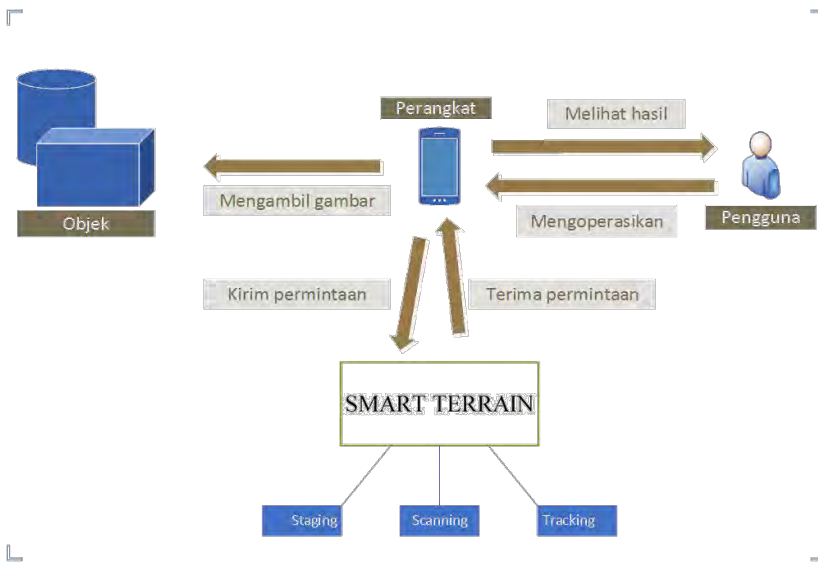 Perangkat
Melihat hasil
Mengambil gambar
Objek
Mengoperasikan
Pengguna
Kirim permintaan
Terima permintaan
SMART TERRAIN
Staging
Scanning
Tracking